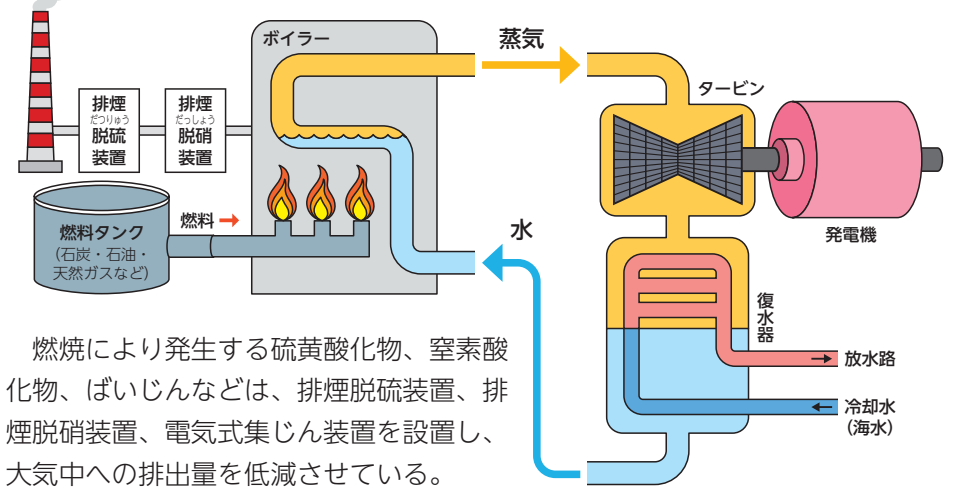 ボイラー
蒸気
タービン
排煙
だつりゅう
脱硫
装置
排煙
だっしょう
脱硝
装置
燃料タンク
(石炭・石油・
天然ガスなど)
燃料
水
発電機
復水器
放水路
冷却水
(海水)
燃焼により発生する硫黄酸化物、窒素酸
化物、ばいじんなどは、排煙脱硫装置、排
煙脱硝装置、電気式集じん装置を設置し、
大気中への排出量を低減させている。